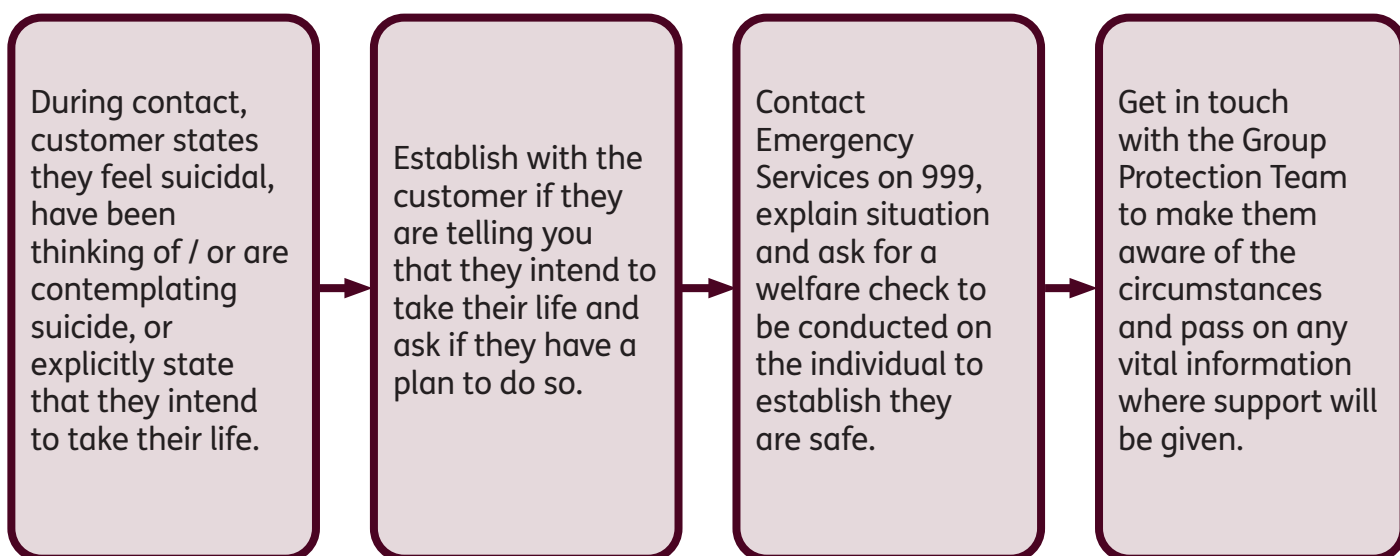 During contact,
customer states
they feel suicidal,
have been
thinking of / or are
contemplating
suicide, or
explicitly state
that they intend
to take their life.
Establish with the
customer if they
are telling you
that they intend to
take their life and
ask if they have a
plan to do so.
Contact
Emergency
Services on 999,
explain situation
and ask for a
welfare check to
be conducted on
the individual to
establish they
are safe.
Get in touch
with the Group
Protection Team
to make them
aware of the
circumstances
and pass on any
vital information
where support will
be given.